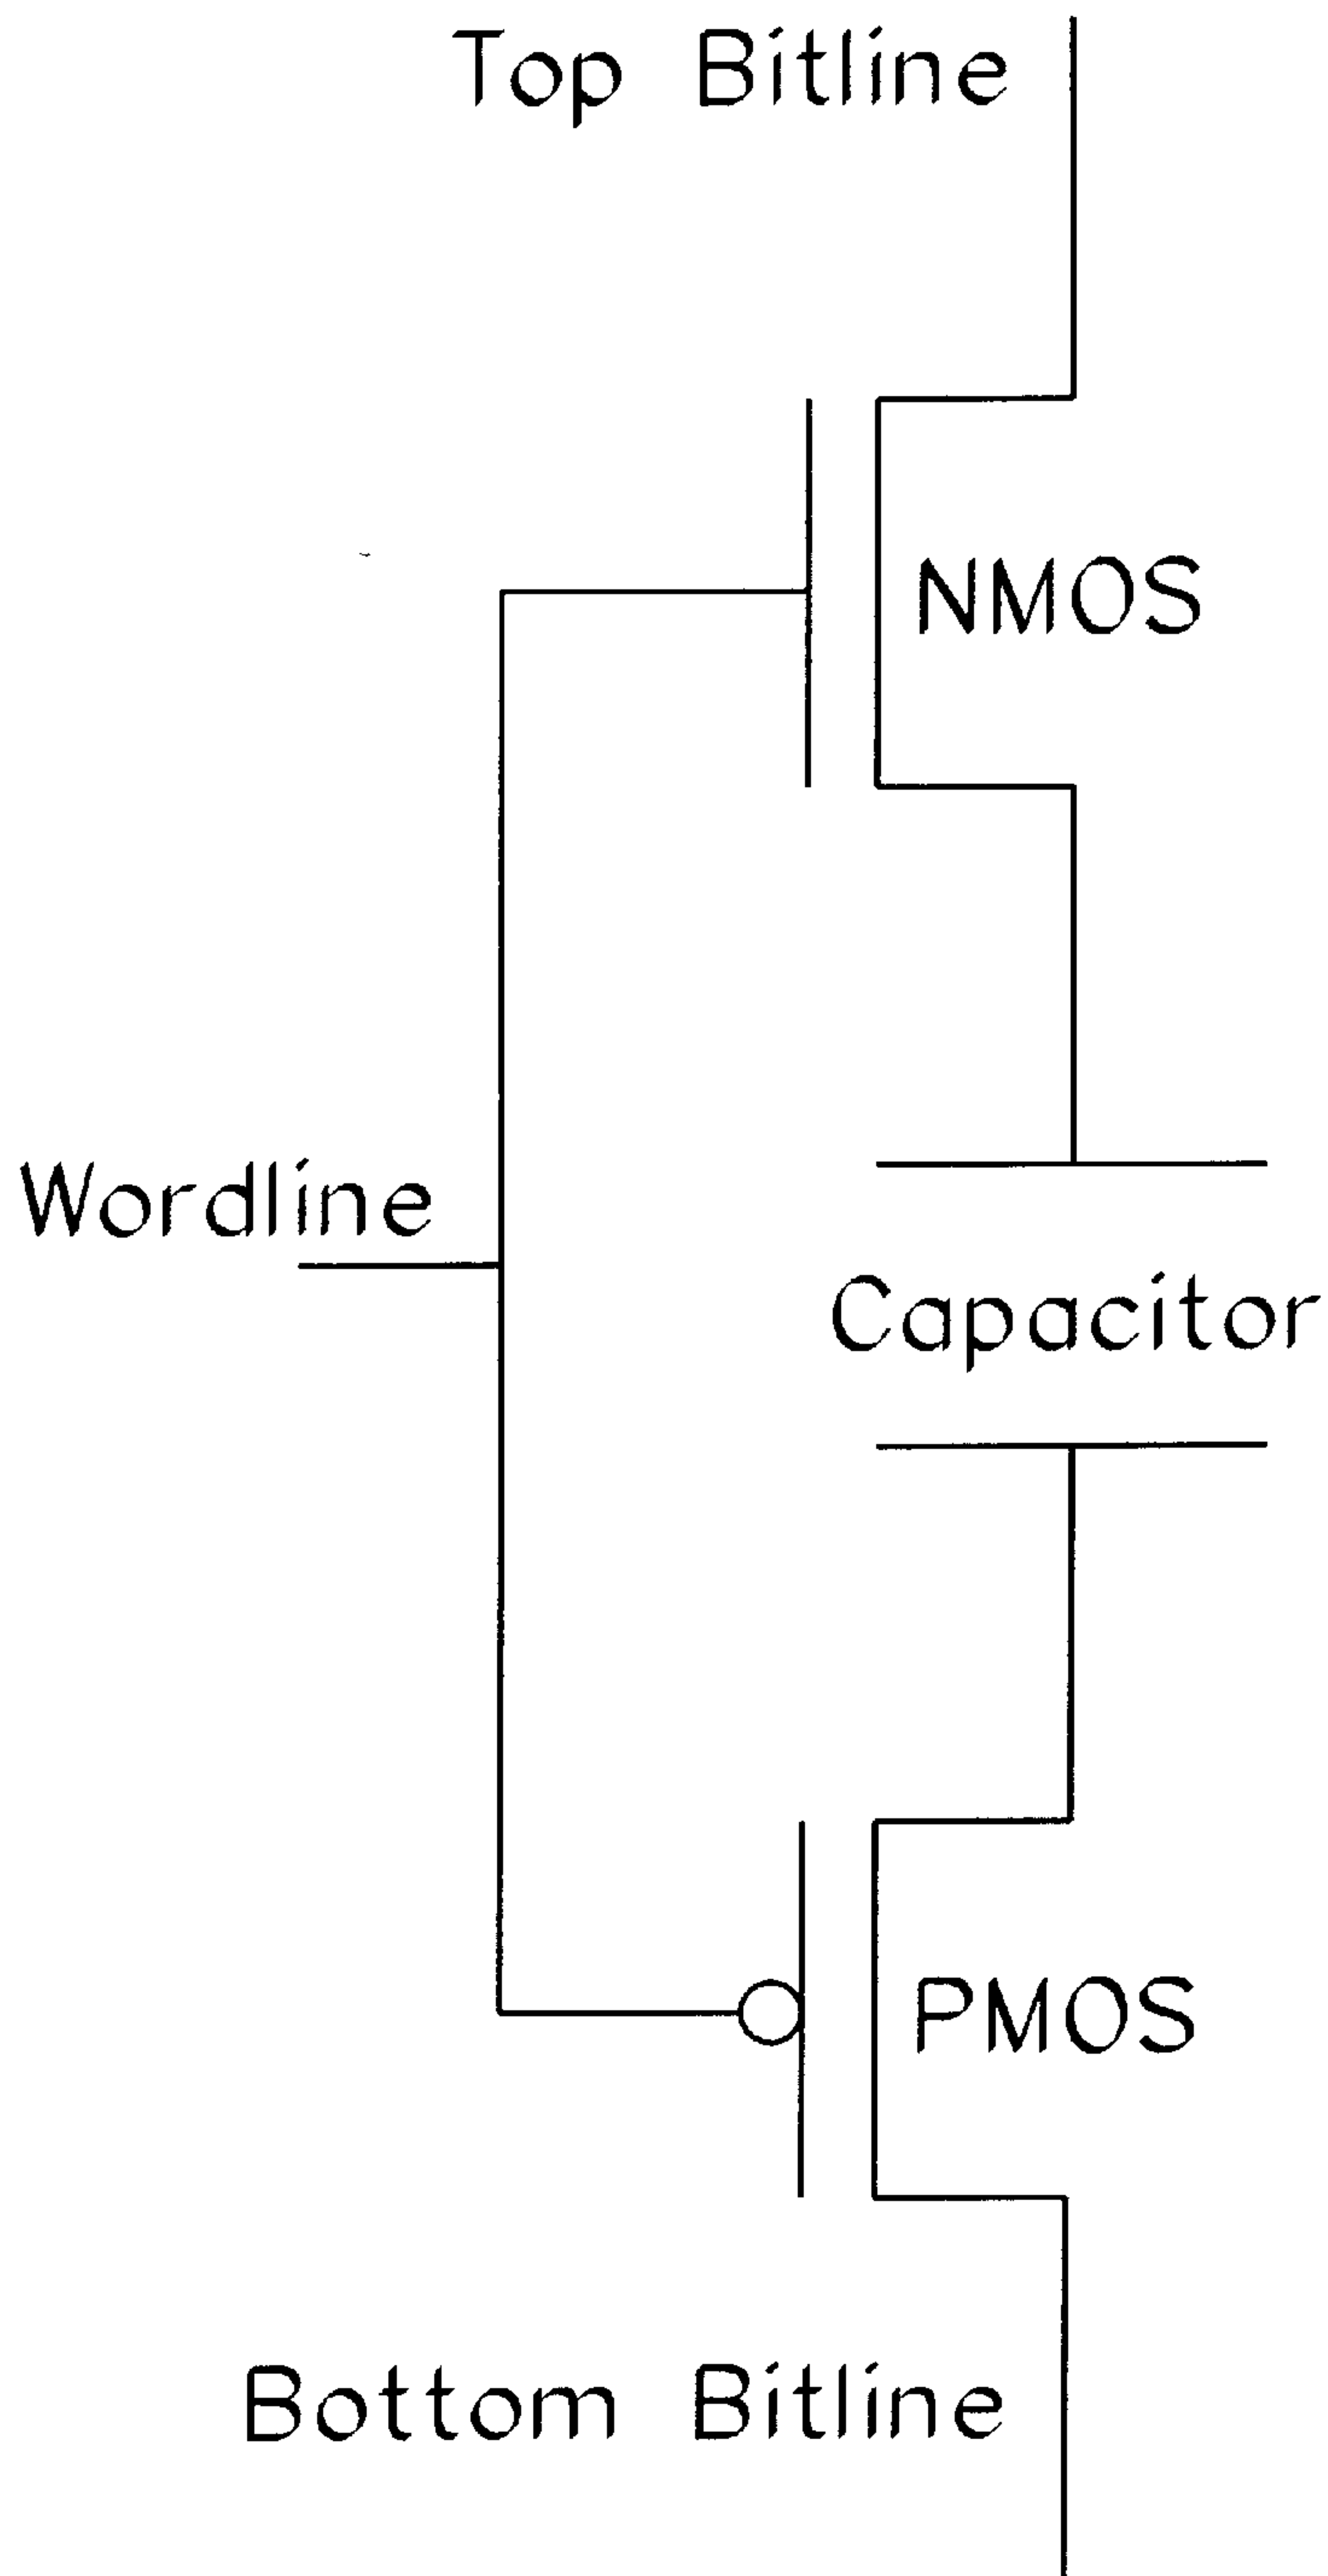 Top Bitline
NMOS
Wordline
Capacitor
PMOS
Bottom Bitline